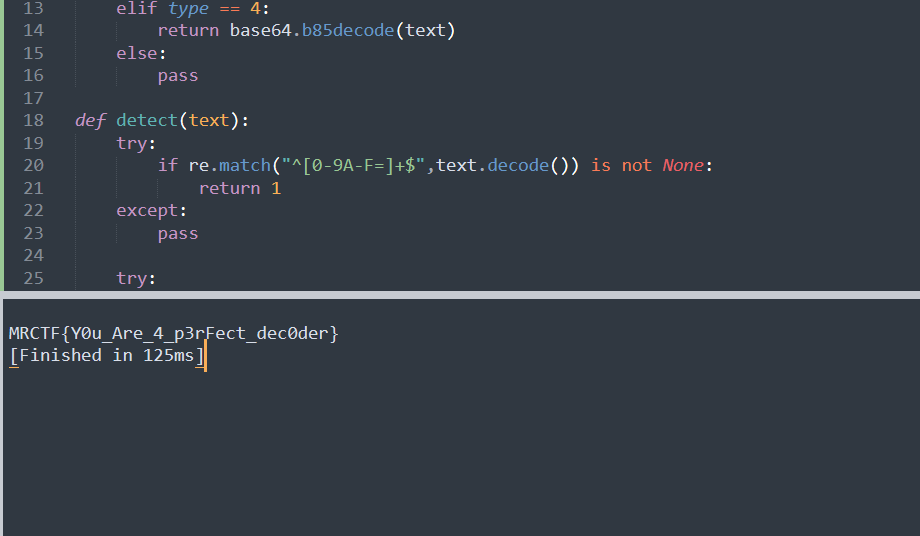 13 elif type == 4:
14 return base64.b85decode(text)
15 else:
16 pass
17
18 def detect(text):
19 try:
20 if re.match("^[0-9A-F=]+$",text.decode()) is not None:
21 return 1
22 except:
23 pass
24
25 try:
MRCTF{Y0u_Are_4_p3rFect_dec0der}
[Finished in 125ms]